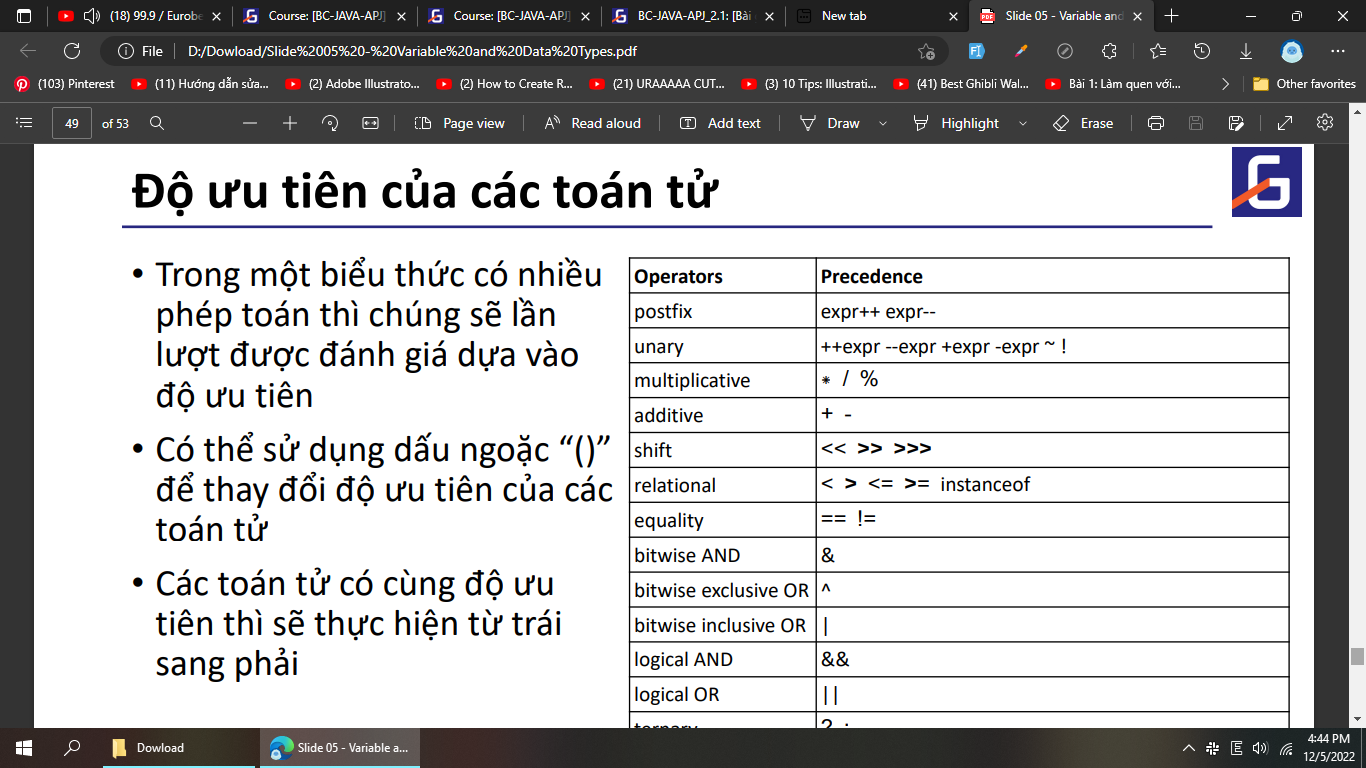 (18) 99.9 / Eurobe
Course: [BC-JAVA-APJ]
Course: [BC-JAVA-APJ]
BC-JAVA-APJ_2.1: [Bài
New tab
Slide 05 - Variable and
File
D:/Dowload/Slide%2005%20-%20Variable%20and%20Data%20Types.pdf
(103) Pinterest
(11) Hướng dẫn sửa...
(2) Adobe Illustrato...
(2) How to Create R...
(21) URAAAAA CUT...
(3) 10 Tips: Illustrati...
(41) Best Ghibli Wal...
Bài 1: Làm quen với...
Other favorites
49 of 53
Page view
Read aloud
Add text
Draw
Highlight
Erase
Độ ưu tiên của các toán tử
• Trong một biểu thức có nhiều
phép toán thì chúng sẽ lần
lượt được đánh giá dựa vào
độ ưu tiên
• Có thể sử dụng dấu ngoặc “()”
để thay đổi độ ưu tiên của các
toán tử
• Các toán tử có cùng độ ưu
tiên thì sẽ thực hiện từ trái
sang phải
Operators Precedence
postfix expr++ expr--
unary ++expr --expr +expr -expr ~ !
multiplicative * / %
additive + -
shift << >> >>>
relational < > <= >= instanceof
equality == !=
bitwise AND &
bitwise exclusive OR ^
bitwise inclusive OR |
logical AND &&
logical OR ||
ternary ? :
Dowload
Slide 05 - Variable a...
4:44 PM
12/5/2022